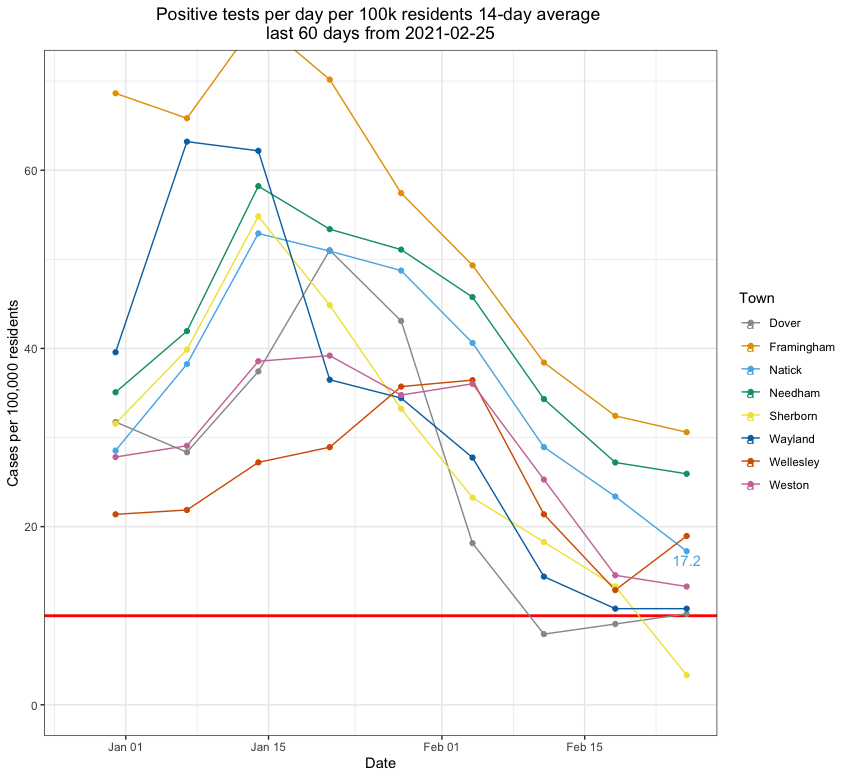 Positive tests per day per 100k residents 14-day average
last 60 days from 2021-02-25
Cases per 100,000 residents
60
40
20
0
17.2
Jan 01
Jan 15
Feb 01
Feb 15
Date
Town
Dover
Framingham
Natick
Needham
Sherborn
Wayland
Wellesley
Weston